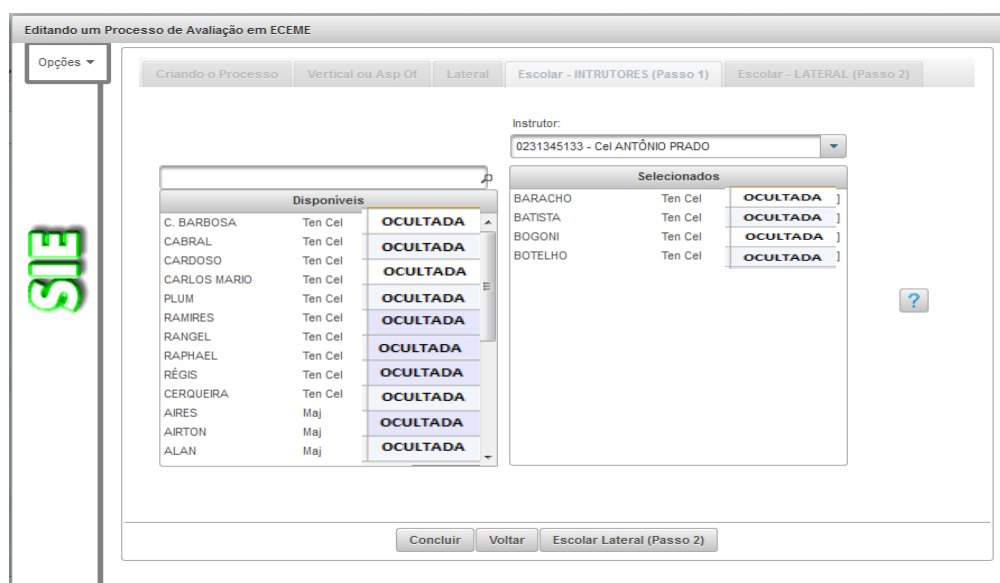 Editando um Processo de Avaliação em ECEME
Opções
Criando o Processo Vertical ou Asp Of Lateral Escolar - INTRUTORES (Passo 1) Escolar - LATERAL (Passo 2)
Instrutor:
0231345133 - Cel ANTÔNIO PRADO
Disponíveis
C. BARBOSA Ten Cel OCULTADA
CABRAL Ten Cel OCULTADA
CARDOSO Ten Cel
CARLOS MARIO Ten Cel OCULTADA
PLUM Ten Cel OCULTADA
RAMIRES Ten Cel OCULTADA
RANGEL Ten Cel
RAPHAEL Ten Cel OCULTADA
RÉGIS Ten Cel OCULTADA
CERQUEIRA Ten Cel OCULTADA
AIRES Maj
AIRTON Maj OCULTADA
ALAN Maj OCULTADA
Selecionados
BARACHO Ten Cel OCULTADA ]
BATISTA Ten Cel OCULTADA ]
BOGONI Ten Cel OCULTADA ]
BOTELHO Ten Cel OCULTADA ]
?
SIE
Concluir Voltar Escolar Lateral (Passo 2)